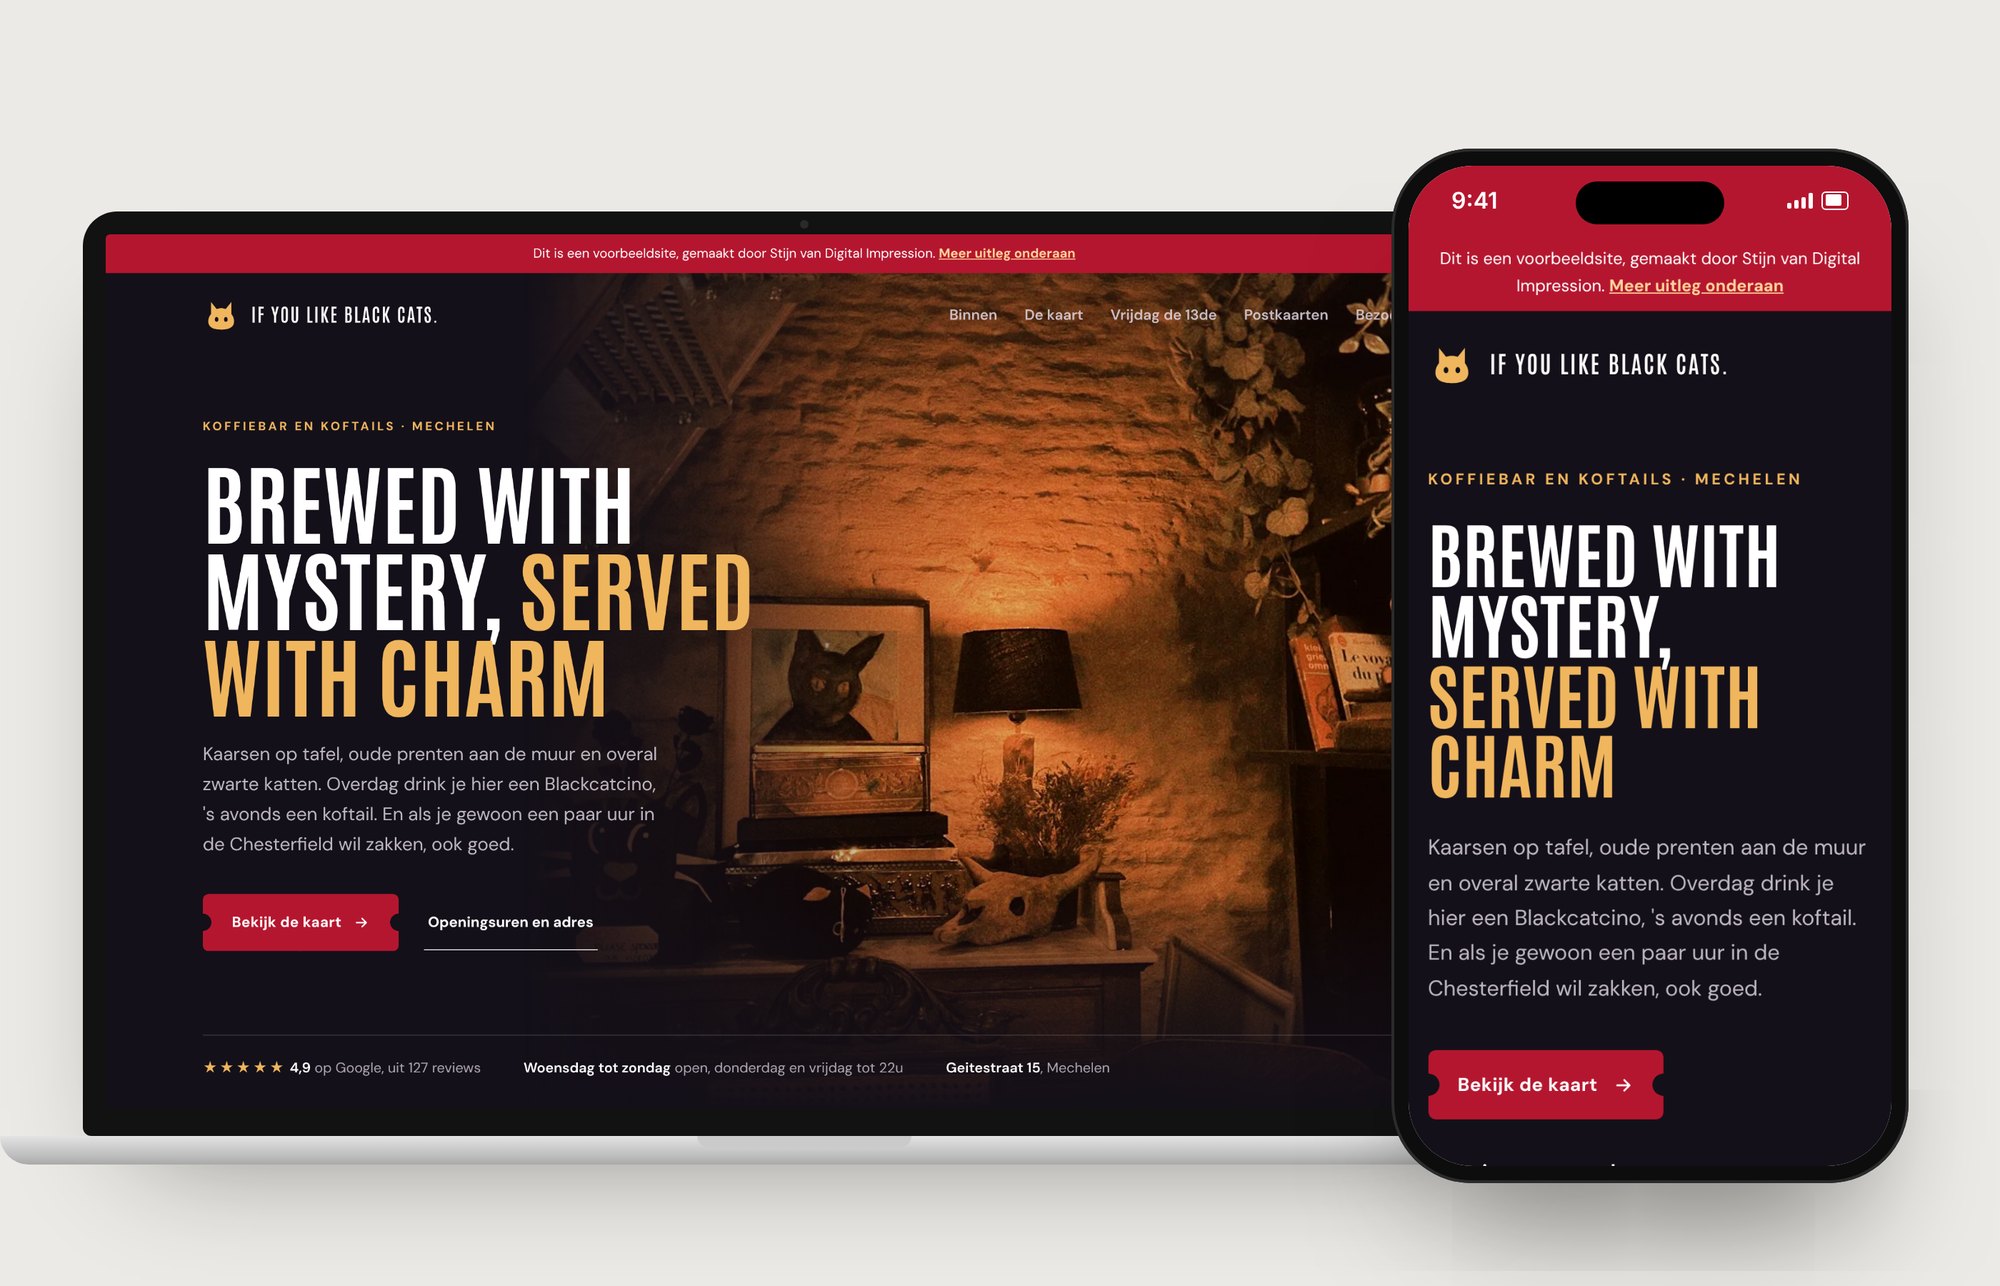 Dit is een voorbeeldsite, gemaakt door Stijn van Digital Impression. Meer uitleg onderaan
IF YOU LIKE BLACK CATS.
Binnen De kaart Vrijdag de 13de Postkaarten
KOFFIEBAR EN KOFTAILS · MECHELEN
BREWED WITH
MYSTERY, SERVED
WITH CHARM
Kaarsen op tafel, oude prenten aan de muur en overal
zwarte katten. Overdag drink je hier een Blackcatcino,
's avonds een koftail. En als je gewoon een paar uur in
de Chesterfield wil zakken, ook goed.
Bekijk de kaart →
Openingsuren en adres
★★★★★ 4,9 op Google, uit 127 reviews
Woensdag tot zondag open, donderdag en vrijdag tot 22u
Geitestraat 15, Mechelen
9:41
Dit is een voorbeeldsite, gemaakt door Stijn van Digital
Impression. Meer uitleg onderaan
IF YOU LIKE BLACK CATS.
KOFFIEBAR EN KOFTAILS · MECHELEN
BREWED WITH
MYSTERY,
SERVED WITH
CHARM
Kaarsen op tafel, oude prenten aan de muur
en overal zwarte katten. Overdag drink je
hier een Blackcatcino, 's avonds een koftail.
En als je gewoon een paar uur in de
Chesterfield wil zakken, ook goed.
Bekijk de kaart →